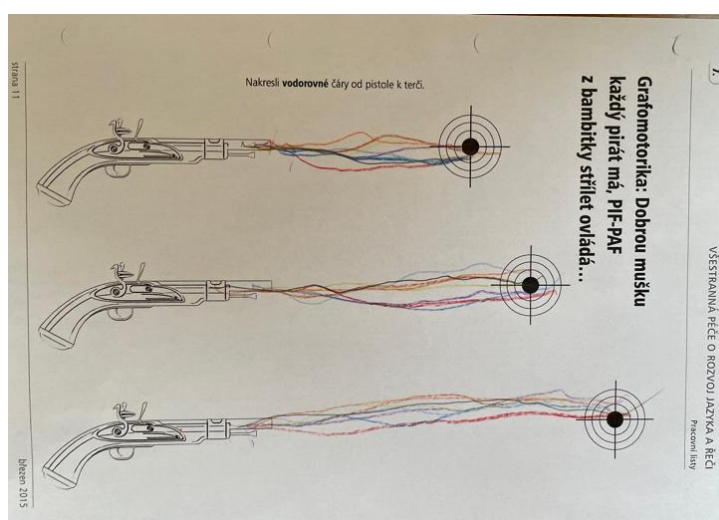 VŠESTRANNÁ PÉČE O ROZVOJ JAZYKA A ŘEČI
Pracovní listy
Grafomotorika: Dobrou mušku
každý pirát má, PIF-PAF
z bambitky střílet ovládá...
Nakresli vodorovné čáry od pistole k terči.
strana 11
březen 2015